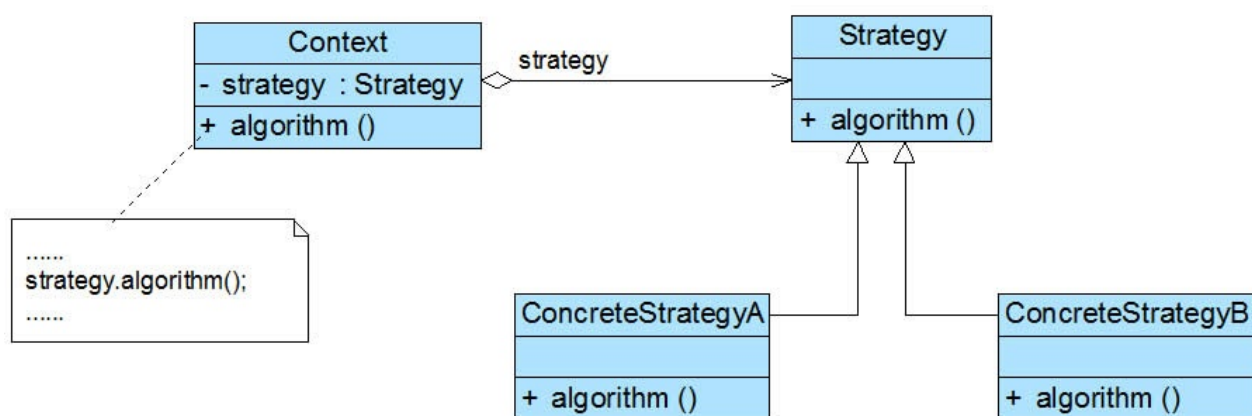 Context
- strategy : Strategy
+ algorithm ()
strategy
Strategy
+ algorithm ()
......
strategy.algorithm();
......
ConcreteStrategyA
+ algorithm ()
ConcreteStrategyB
+ algorithm ()